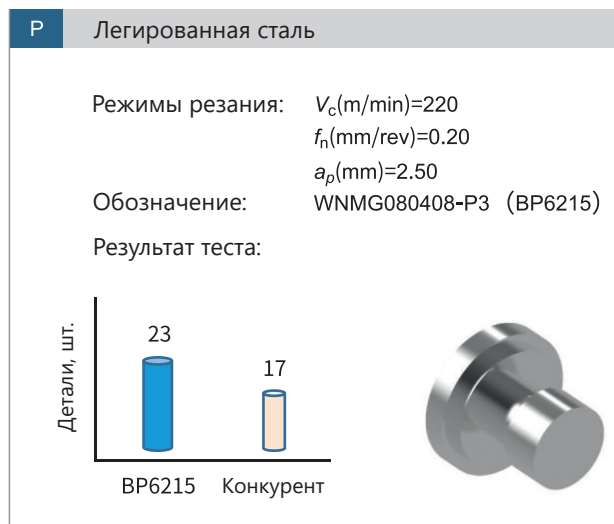 P Легированная сталь
Режимы резания: Vc(m/min)=220
fn(mm/rev)=0.20
ap(mm)=2.50
Обозначение: WNMG080408-P3 (BP6215)
Результат теста:
Детали, шт.
23
17
BP6215 Конкурент